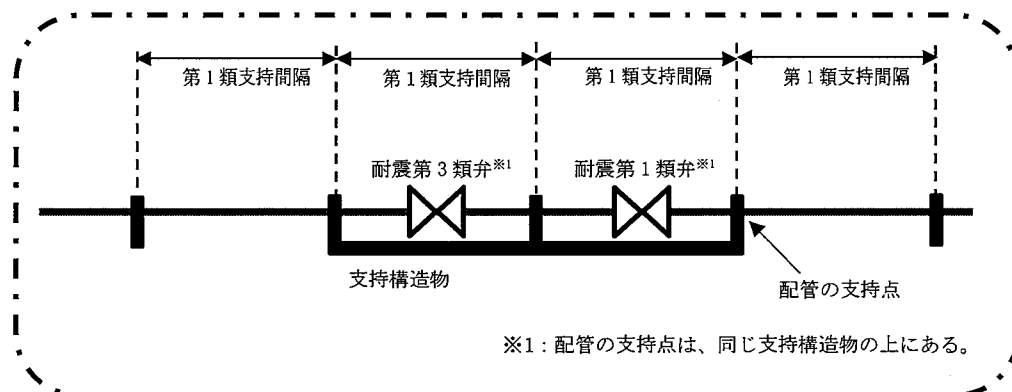 第1類支持間隔
第1類支持間隔
第1類支持間隔
第1類支持間隔
耐震第3類弁※1
耐震第1類弁※1
支持構造物
配管の支持点
※1：配管の支持点は、同じ支持構造物の上にある。